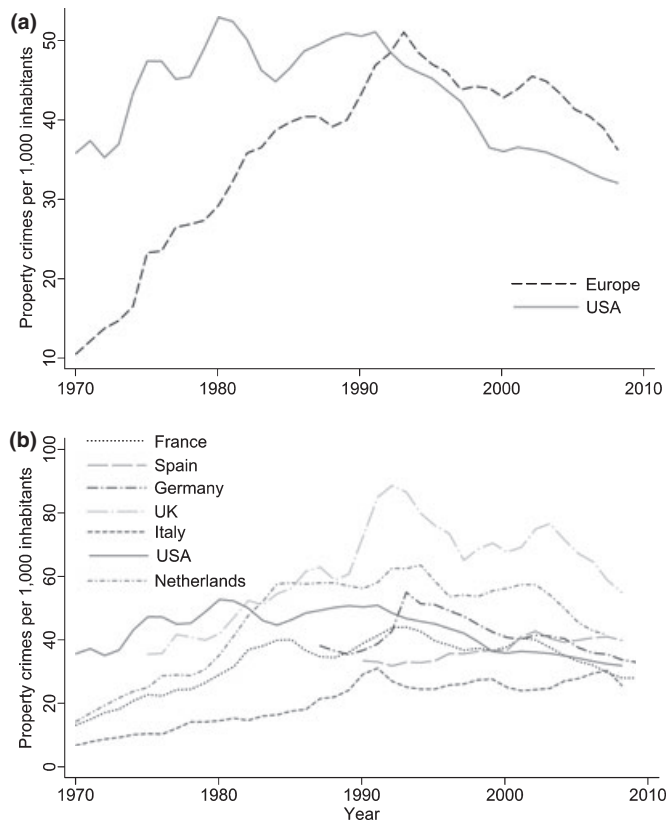 (a)
Property crimes per 1,000 inhabitants
50
40
30
20
10
Europe
USA
1970 1980 1990 2000 2010
(b)
Property crimes per 1,000 inhabitants
100
80
60
40
20
0
France
Spain
Germany
UK
Italy
USA
Netherlands
1970 1980 1990 2000 2010
Year